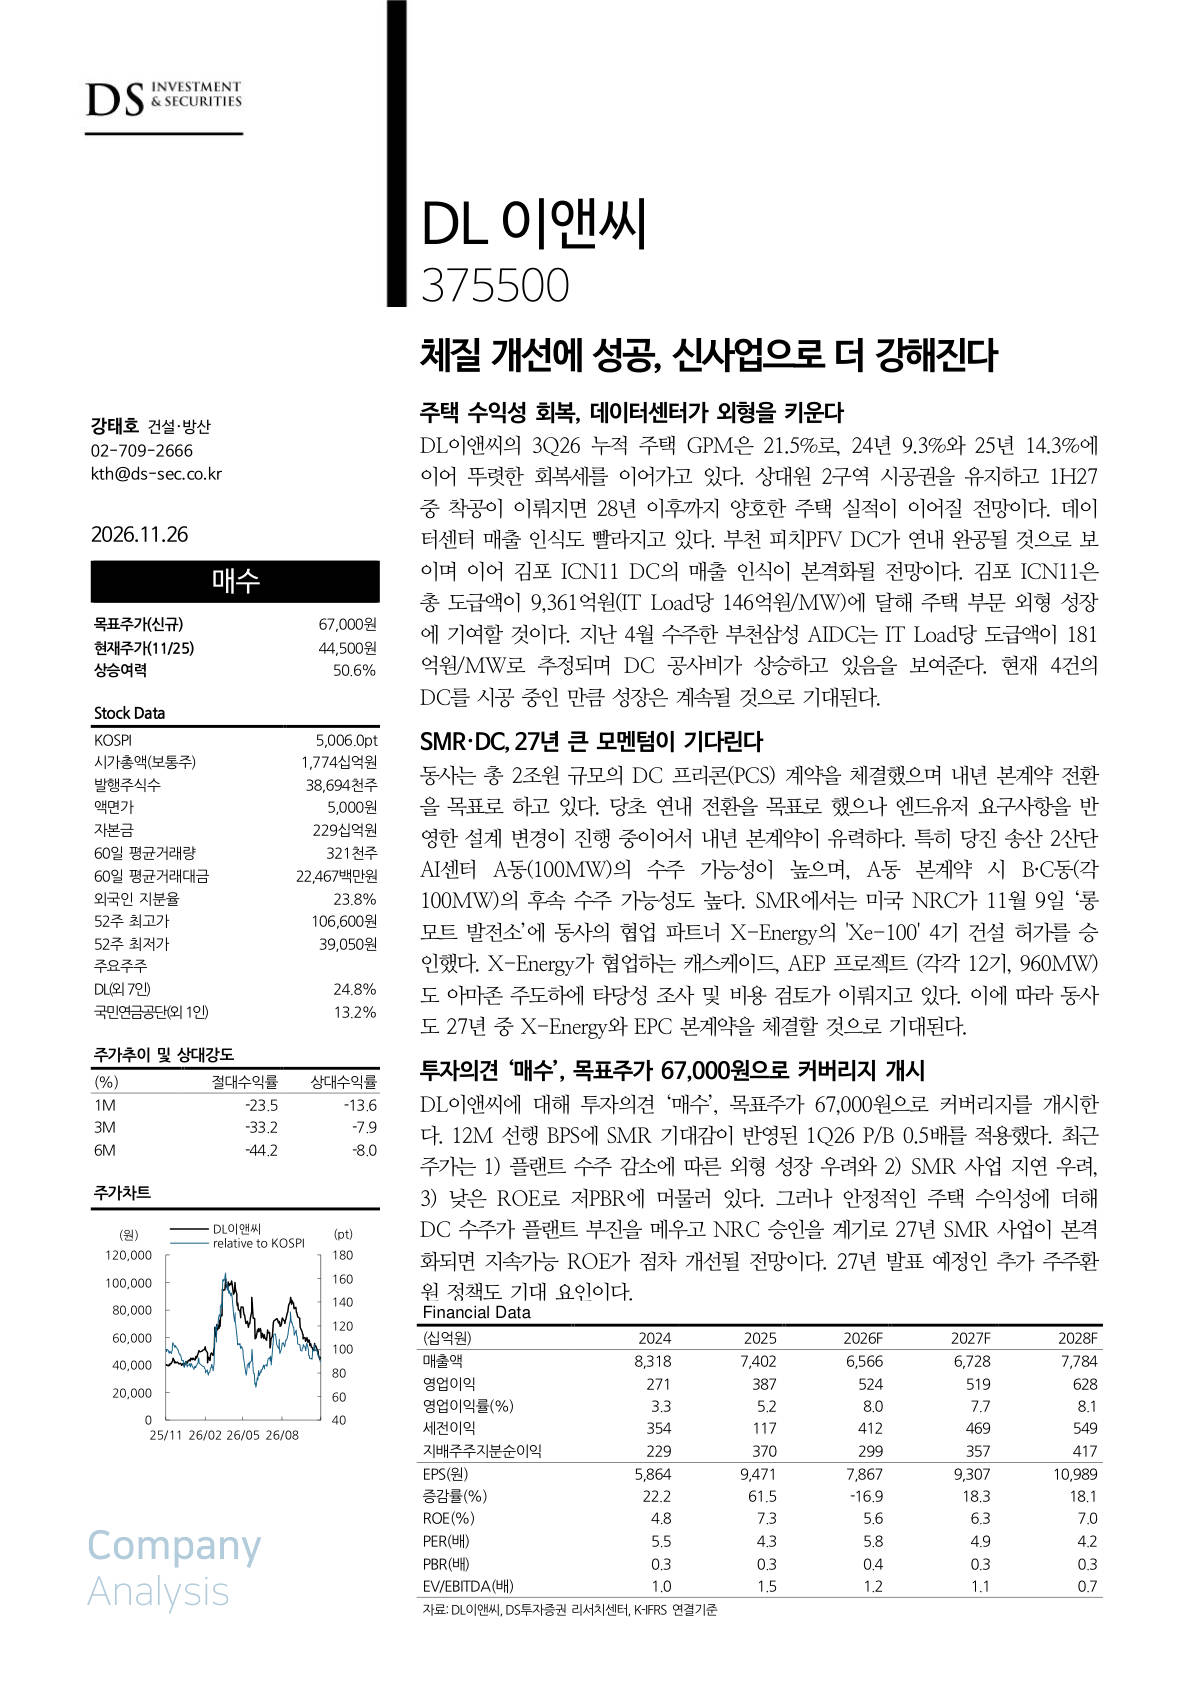 DS INVESTMENT
& SECURITIES
DL 이앤씨
375500
체질 개선에 성공, 신사업으로 더 강해진다
강태호 건설·방산
02-709-2666
kth@ds-sec.co.kr
2026.11.26
매수
목표주가(신규) 67,000원
현재주가(11/25) 44,500원
상승여력 50.6%
Stock Data
KOSPI 5,006.0pt
시가총액(보통주) 1,774십억원
발행주식수 38,694천주
액면가 5,000원
자본금 229십억원
60일 평균거래량 321천주
60일 평균거래대금 22,467백만원
외국인 지분율 23.8%
52주 최고가 106,600원
52주 최저가 39,050원
주요주주
DL(외 7인) 24.8%
국민연금공단(외 1인) 13.2%
주가추이 및 상대강도
(%) 절대수익률 상대수익률
1M -23.5 -13.6
3M -33.2 -7.9
6M -44.2 -8.0
주가차트
(원) DL이앤씨 (pt)
relative to KOSPI
120,000 180
100,000 160
80,000 140
60,000 120
40,000 100
20,000 80
0 60
40
25/11 26/02 26/05 26/08
Company
Analysis
주택 수익성 회복, 데이터센터가 외형을 키운다
DL이앤씨의 3Q26 누적 주택 GPM은 21.5%로, 24년 9.3%와 25년 14.3%에
이어 뚜렷한 회복세를 이어가고 있다. 상대원 2구역 시공권을 유지하고 1H27
중 착공이 이뤄지면 28년 이후까지 양호한 주택 실적이 이어질 전망이다. 데이
터센터 매출 인식도 빨라지고 있다. 부천 피치PFV DC가 연내 완공될 것으로 보
이며 이어 김포 ICN11 DC의 매출 인식이 본격화될 전망이다. 김포 ICN11은
총 도급액이 9,361억원(IT Load당 146억원/MW)에 달해 주택 부문 외형 성장
에 기여할 것이다. 지난 4월 수주한 부천삼성 AIDC는 IT Load당 도급액이 181
억원/MW로 추정되며 DC 공사비가 상승하고 있음을 보여준다. 현재 4건의
DC를 시공 중인 만큼 성장은 계속될 것으로 기대된다.
SMR·DC, 27년 큰 모멘텀이 기다린다
동사는 총 2조원 규모의 DC 프리콘(PCS) 계약을 체결했으며 내년 본계약 전환
을 목표로 하고 있다. 당초 연내 전환을 목표로 했으나 엔드유저 요구사항을 반
영한 설계 변경이 진행 중이어서 내년 본계약이 유력하다. 특히 당진 송산 2산단
AI센터 A동(100MW)의 수주 가능성이 높으며, A동 본계약 시 B·C동(각
100MW)의 후속 수주 가능성도 높다. SMR에서는 미국 NRC가 11월 9일 ‘롱
모트 발전소’에 동사의 협업 파트너 X-Energy의 'Xe-100' 4기 건설 허가를 승
인했다. X-Energy가 협업하는 캐스케이드, AEP 프로젝트 (각각 12기, 960MW)
도 아마존 주도하에 타당성 조사 및 비용 검토가 이뤄지고 있다. 이에 따라 동사
도 27년 중 X-Energy와 EPC 본계약을 체결할 것으로 기대된다.
투자의견 ‘매수’, 목표주가 67,000원으로 커버리지 개시
DL이앤씨에 대해 투자의견 ‘매수’, 목표주가 67,000원으로 커버리지를 개시한
다. 12M 선행 BPS에 SMR 기대감이 반영된 1Q26 P/B 0.5배를 적용했다. 최근
주가는 1) 플랜트 수주 감소에 따른 외형 성장 우려와 2) SMR 사업 지연 우려,
3) 낮은 ROE로 저PBR에 머물러 있다. 그러나 안정적인 주택 수익성에 더해
DC 수주가 플랜트 부진을 메우고 NRC 승인을 계기로 27년 SMR 사업이 본격
화되면 지속가능 ROE가 점차 개선될 전망이다. 27년 발표 예정인 추가 주주환
원 정책도 기대 요인이다.
Financial Data
(십억원) 2024 2025 2026F 2027F 2028F
매출액 8,318 7,402 6,566 6,728 7,784
영업이익 271 387 524 519 628
영업이익률(%) 3.3 5.2 8.0 7.7 8.1
세전이익 354 117 412 469 549
지배주주지분순이익 229 370 299 357 417
EPS(원) 5,864 9,471 7,867 9,307 10,989
증감률(%) 22.2 61.5 -16.9 18.3 18.1
ROE(%) 4.8 7.3 5.6 6.3 7.0
PER(배) 5.5 4.3 5.8 4.9 4.2
PBR(배) 0.3 0.3 0.4 0.3 0.3
EV/EBITDA(배) 1.0 1.5 1.2 1.1 0.7
자료: DL이앤씨, DS투자증권 리서치센터, K-IFRS 연결기준